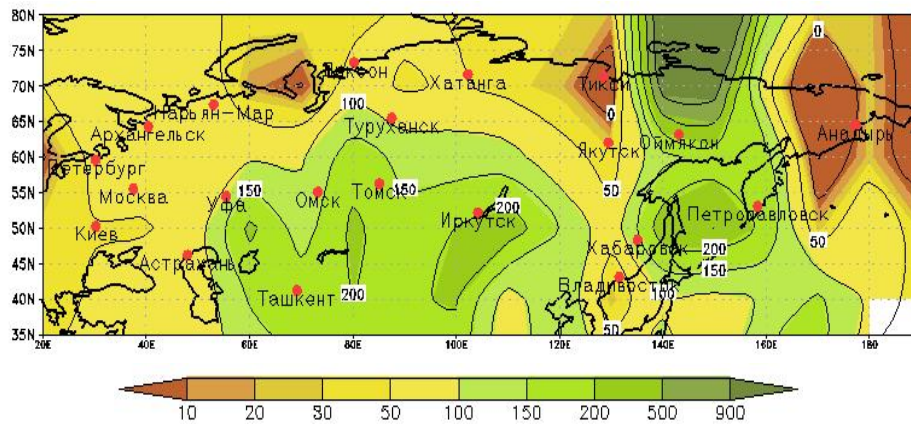 80N
75N
70N
65N
60N
55N
50N
45N
40N
35N
20E 40E 60E 80E 100E 120E 140E 160E 180
Диксон
Хатанга
Тикси
Нарьян-Мар
Архангельск
Туруханск
Якутск
Оймякон
Анадырь
Петербург
Москва
Уфа
Омск
Томск
Иркутск
Петропавловск
Киев
Астрахань
Хабаровск
Ташкент
Владивосток
0
100
0
150
150
50
200
50
200
150
200
100
50
10 20 30 50 100 150 200 500 900